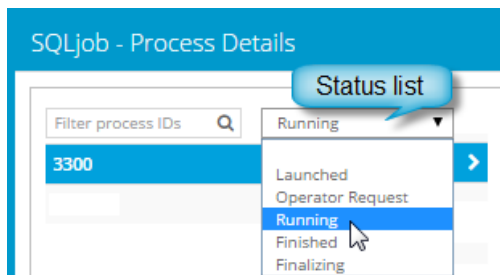 SQLjob - Process Details
Status list
Filter process IDs
Running
3300
Launched
Operator Request
Running
Finished
Finalizing